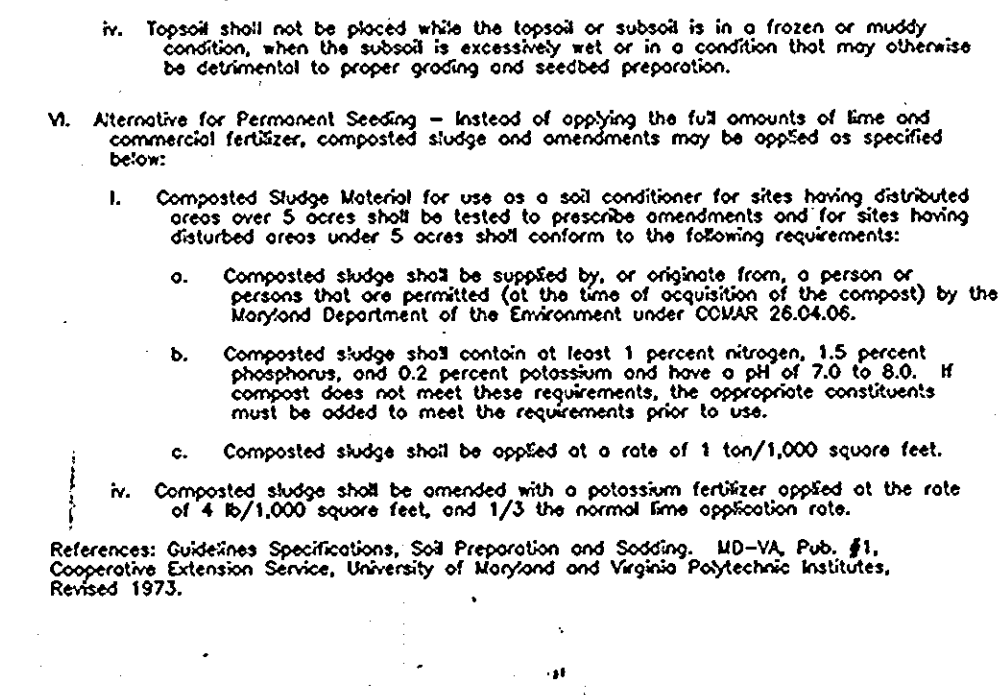 iv. Topsoil shall not be placed while the topsoil or subsoil is in a frozen or muddy
condition, when the subsoil is excessively wet or in a condition that may otherwise
be detrimental to proper grading and seedbed preparation.
VI. Alternative for Permanent Seeding – Instead of applying the full amounts of lime and
commercial fertilizer, composted sludge and amendments may be applied as specified
below:
I. Composted Sludge Material for use as a soil conditioner for sites having distributed
areas over 5 acres shall be tested to prescribe amendments and for sites having
disturbed areas under 5 acres shall conform to the following requirements:
a. Composted sludge shall be supplied by, or originate from, a person or
persons that are permitted (at the time of acquisition of the compost) by the
Maryland Department of the Environment under COMAR 26.04.06.
b. Composted sludge shall contain at least 1 percent nitrogen, 1.5 percent
phosphorus, and 0.2 percent potassium and have a pH of 7.0 to 8.0. If
compost does not meet these requirements, the appropriate constituents
must be added to meet the requirements prior to use.
c. Composted sludge shall be applied at a rate of 1 ton/1,000 square feet.
iv. Composted sludge shall be amended with a potassium fertilizer applied at the rate
of 4 lb/1,000 square feet, and 1/3 the normal lime application rate.
References: Guidelines Specifications, Soil Preparation and Sodding. MD-VA, Pub. #1,
Cooperative Extension Service, University of Maryland and Virginia Polytechnic Institutes,
Revised 1973.